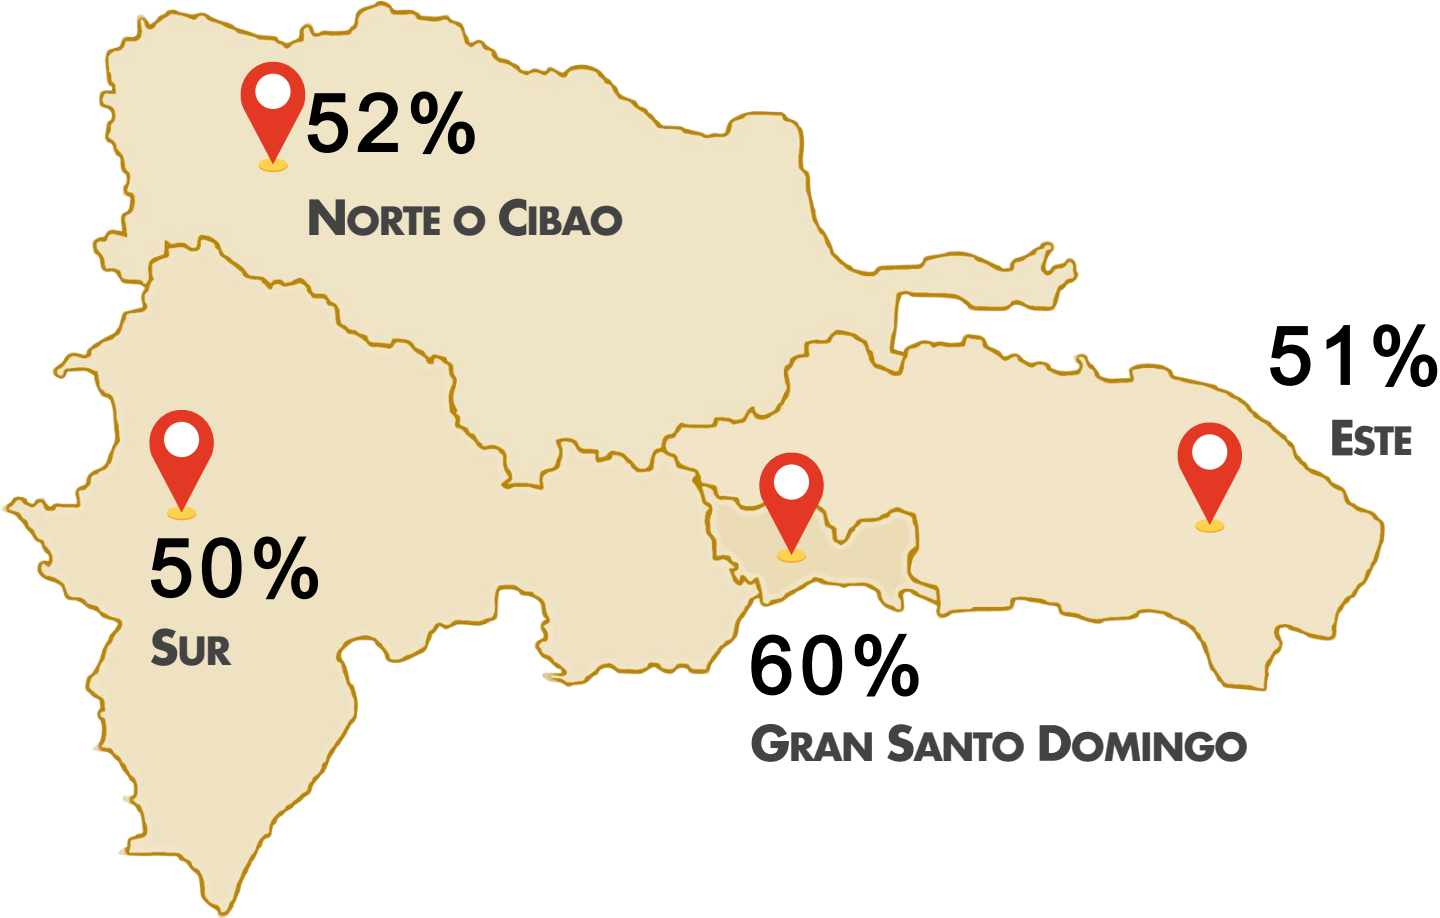 52%
NORTE O CIBAO
51%
ESTE
50%
SUR
60%
GRAN SANTO DOMINGO